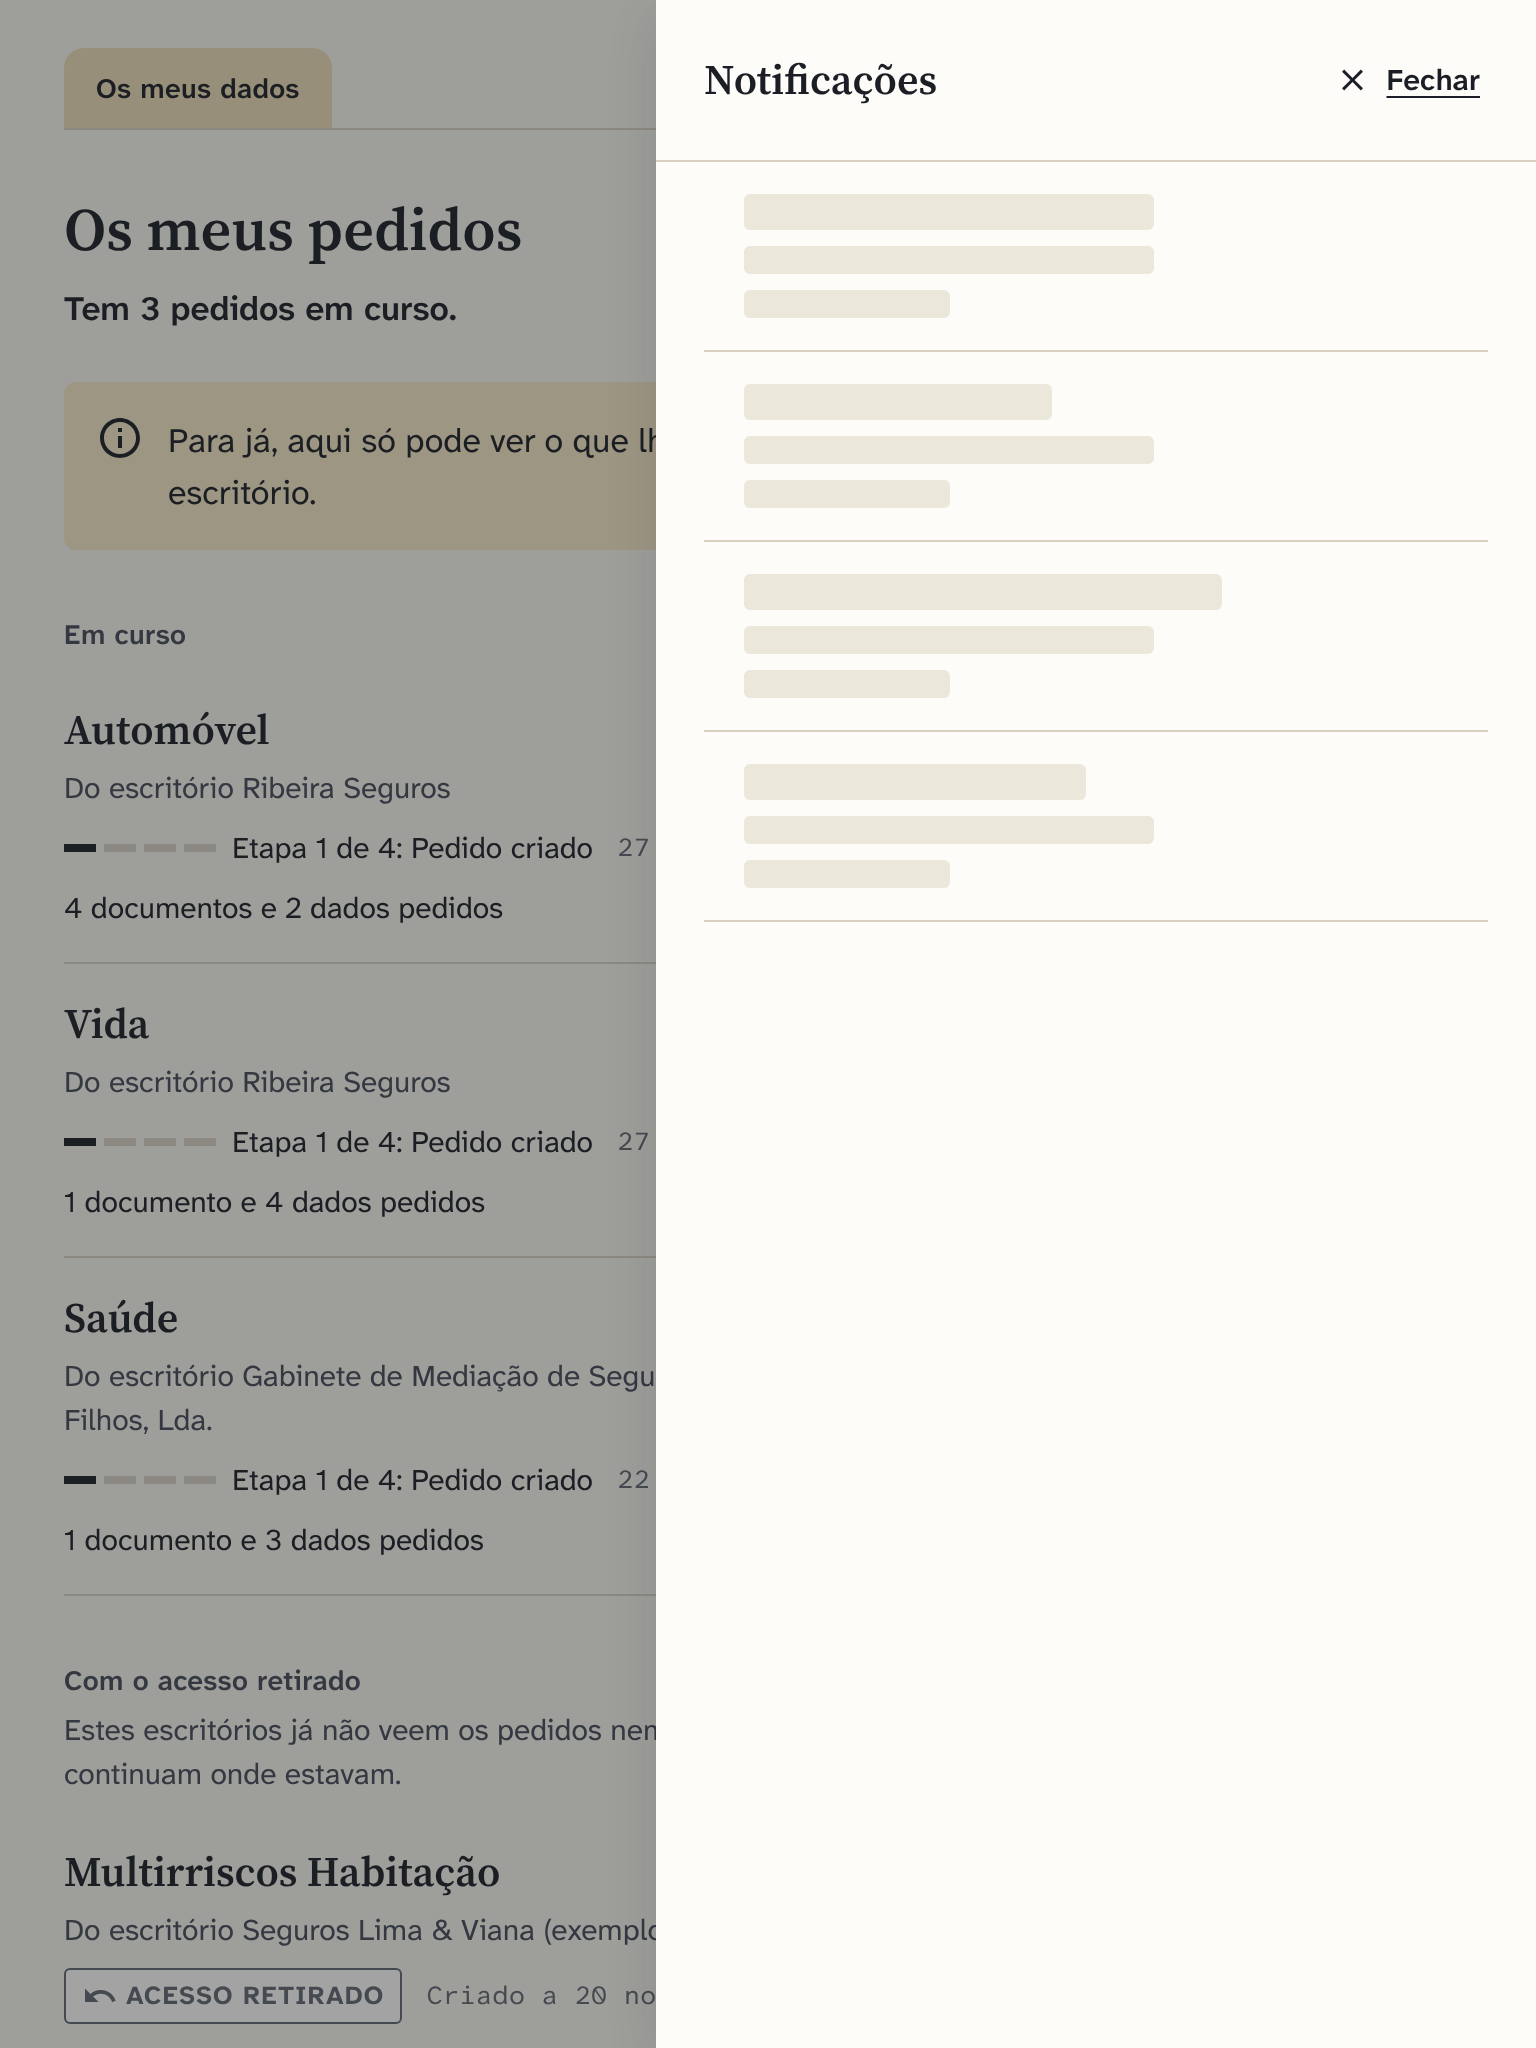 Os meus dados
Os meus pedidos
Tem 3 pedidos em curso.
Para já, aqui só pode ver o que
escritório.
Em curso
Automóvel
Do escritório Ribeira Seguros
Etapa 1 de 4: Pedido criado 27
4 documentos e 2 dados pedidos
Vida
Do escritório Ribeira Seguros
Etapa 1 de 4: Pedido criado 27
1 documento e 4 dados pedidos
Saúde
Do escritório Gabinete de Mediação de
Filhos, Lda.
Etapa 1 de 4: Pedido criado 22
1 documento e 3 dados pedidos
Com o acesso retirado
Estes escritórios já não veem os pedidos
continuam onde estavam.
Multirriscos Habitação
Do escritório Seguros Lima & Viana
ACESSO RETIRADO Criado a 20
Notificações
Fechar